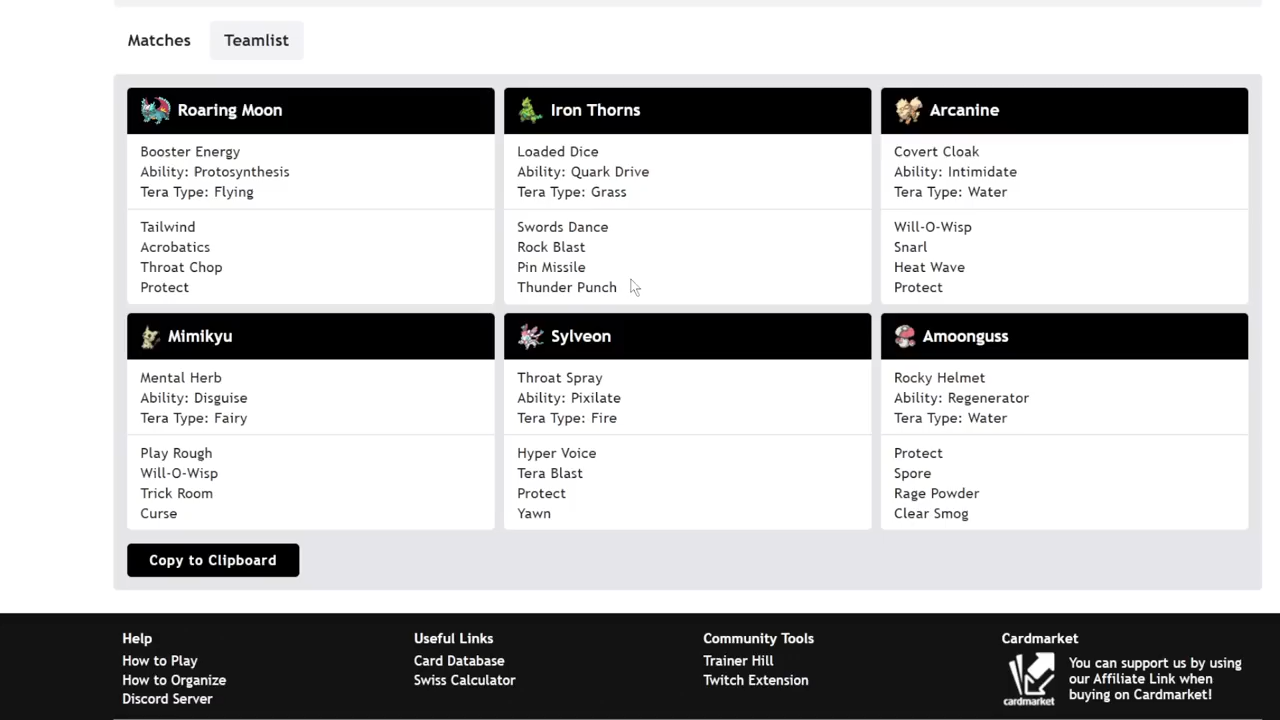 Matches
Teamlist
Roaring Moon
Booster Energy
Ability: Protosynthesis
Tera Type: Flying
Tailwind
Acrobatics
Throat Chop
Protect
Iron Thorns
Loaded Dice
Ability: Quark Drive
Tera Type: Grass
Swords Dance
Rock Blast
Pin Missile
Thunder Punch
Arcanine
Covert Cloak
Ability: Intimidate
Tera Type: Water
Will-O-Wisp
Snarl
Heat Wave
Protect
Mimikyu
Mental Herb
Ability: Disguise
Tera Type: Fairy
Play Rough
Will-O-Wisp
Trick Room
Curse
Sylveon
Throat Spray
Ability: Pixilate
Tera Type: Fire
Hyper Voice
Tera Blast
Protect
Yawn
Amoonguss
Rocky Helmet
Ability: Regenerator
Tera Type: Water
Protect
Spore
Rage Powder
Clear Smog
Copy to Clipboard
Help
How to Play
How to Organize
Discord Server
Useful Links
Card Database
Swiss Calculator
Community Tools
Trainer Hill
Twitch Extension
Cardmarket
cardmarket
You can support us by using
our Affiliate Link when
buying on Cardmarket!